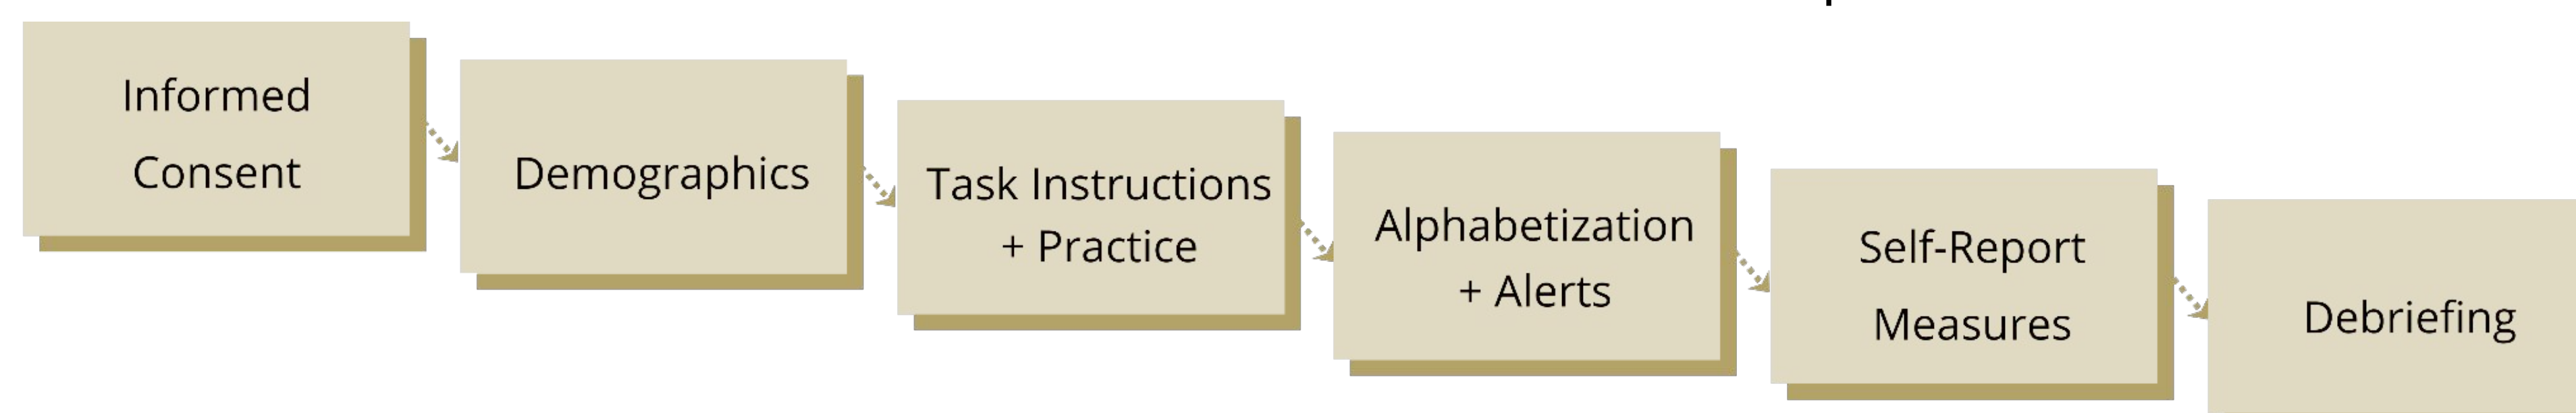 Informed
Consent
Demographics
Task Instructions
+ Practice
Alphabetization
+ Alerts
Self-Report
Measures
Debriefing